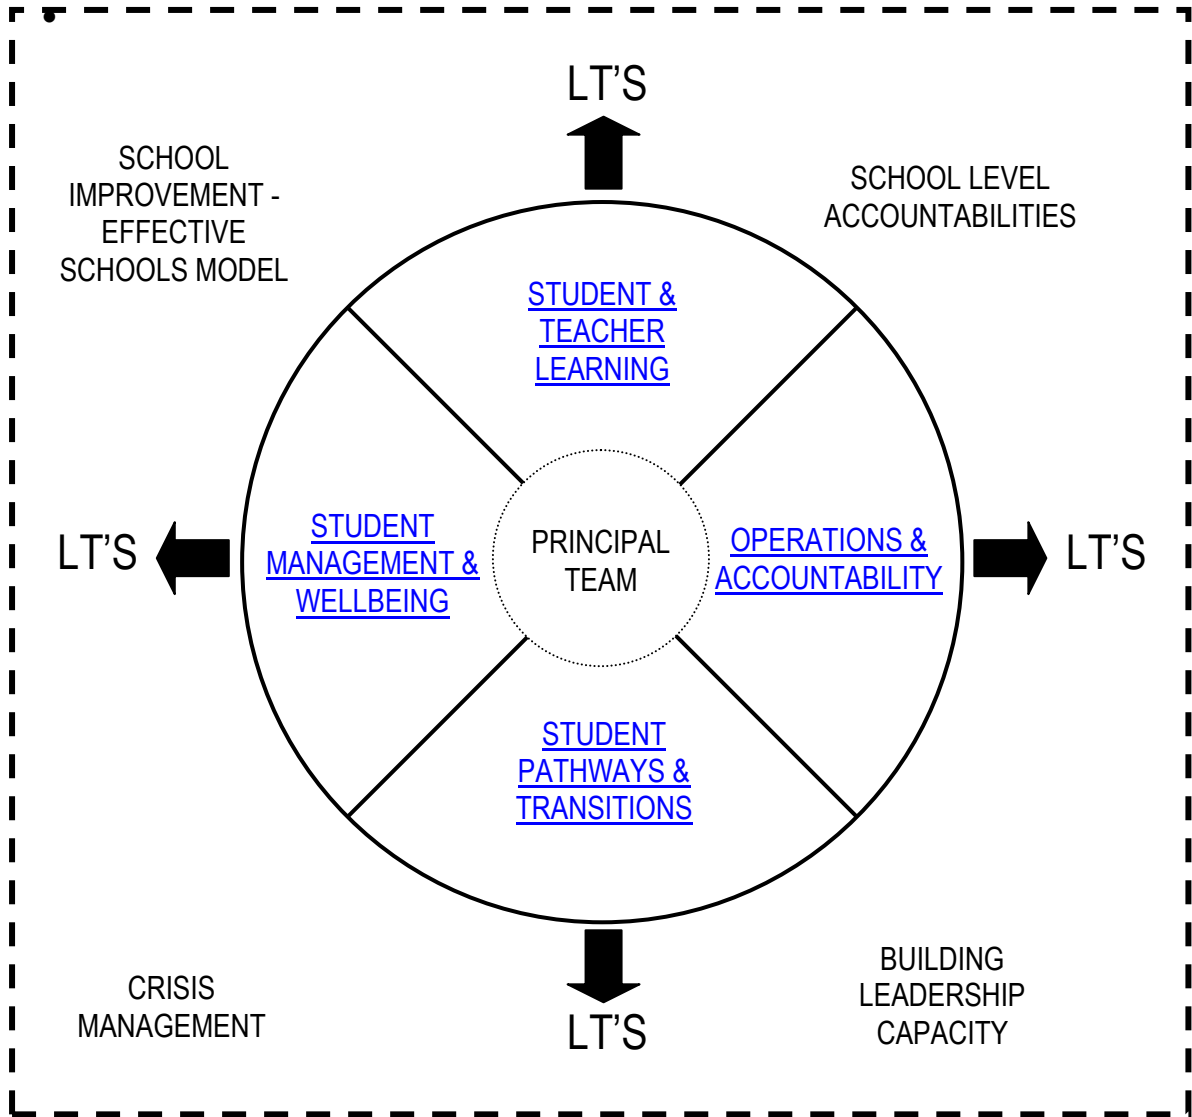 LT'S
SCHOOL
IMPROVEMENT -
EFFECTIVE
SCHOOLS MODEL
SCHOOL LEVEL
ACCOUNTABILITIES
STUDENT &
TEACHER
LEARNING
LT'S
STUDENT
MANAGEMENT &
WELLBEING
PRINCIPAL
TEAM
OPERATIONS &
ACCOUNTABILITY
LT'S
STUDENT
PATHWAYS &
TRANSITIONS
CRISIS
MANAGEMENT
LT'S
BUILDING
LEADERSHIP
CAPACITY